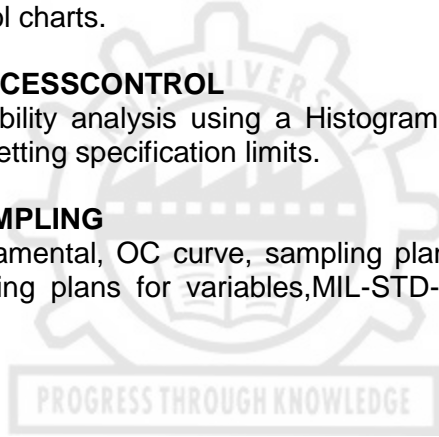 ol charts.
CESSCONTROL
bility analysis using a Histogram
etting specification limits.
MPLING
amental, OC curve, sampling plan
ing plans for variables,MIL-STD-
UNIVERSITY
PROGRESS THROUGH KNOWLEDGE